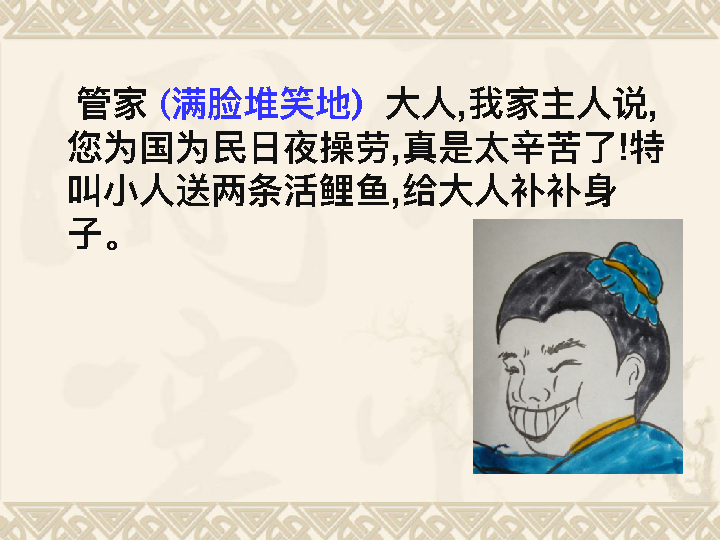 管家 (满脸堆笑地) 大人,我家主人说,
您为国为民日夜操劳,真是太辛苦了!特
叫小人送两条活鲤鱼,给大人补补身
子。